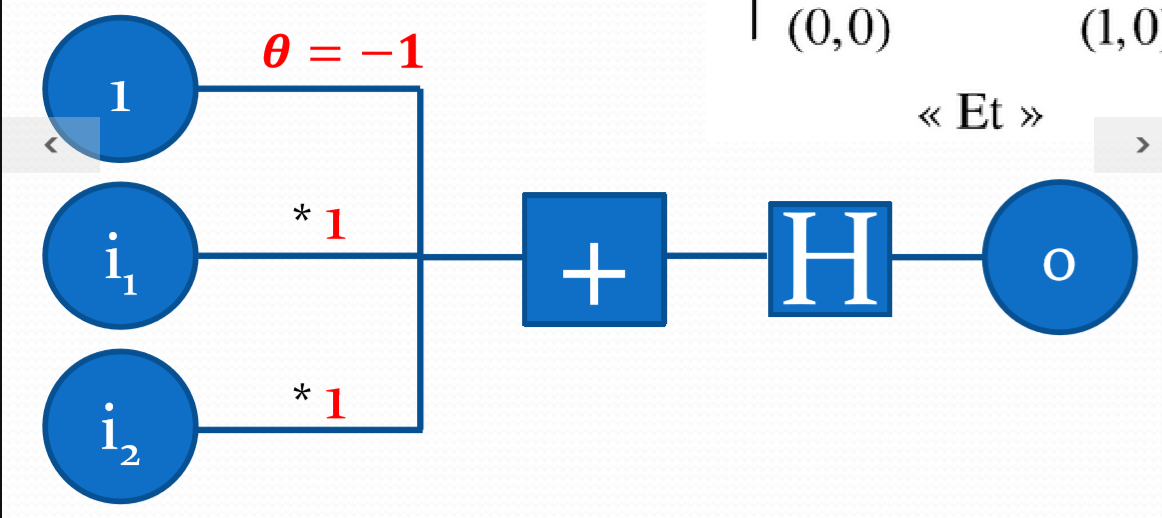 (0,0) (1,0
« Et »
1
θ = −1
<
>
i₁
* 1
+
H
o
i₂
* 1